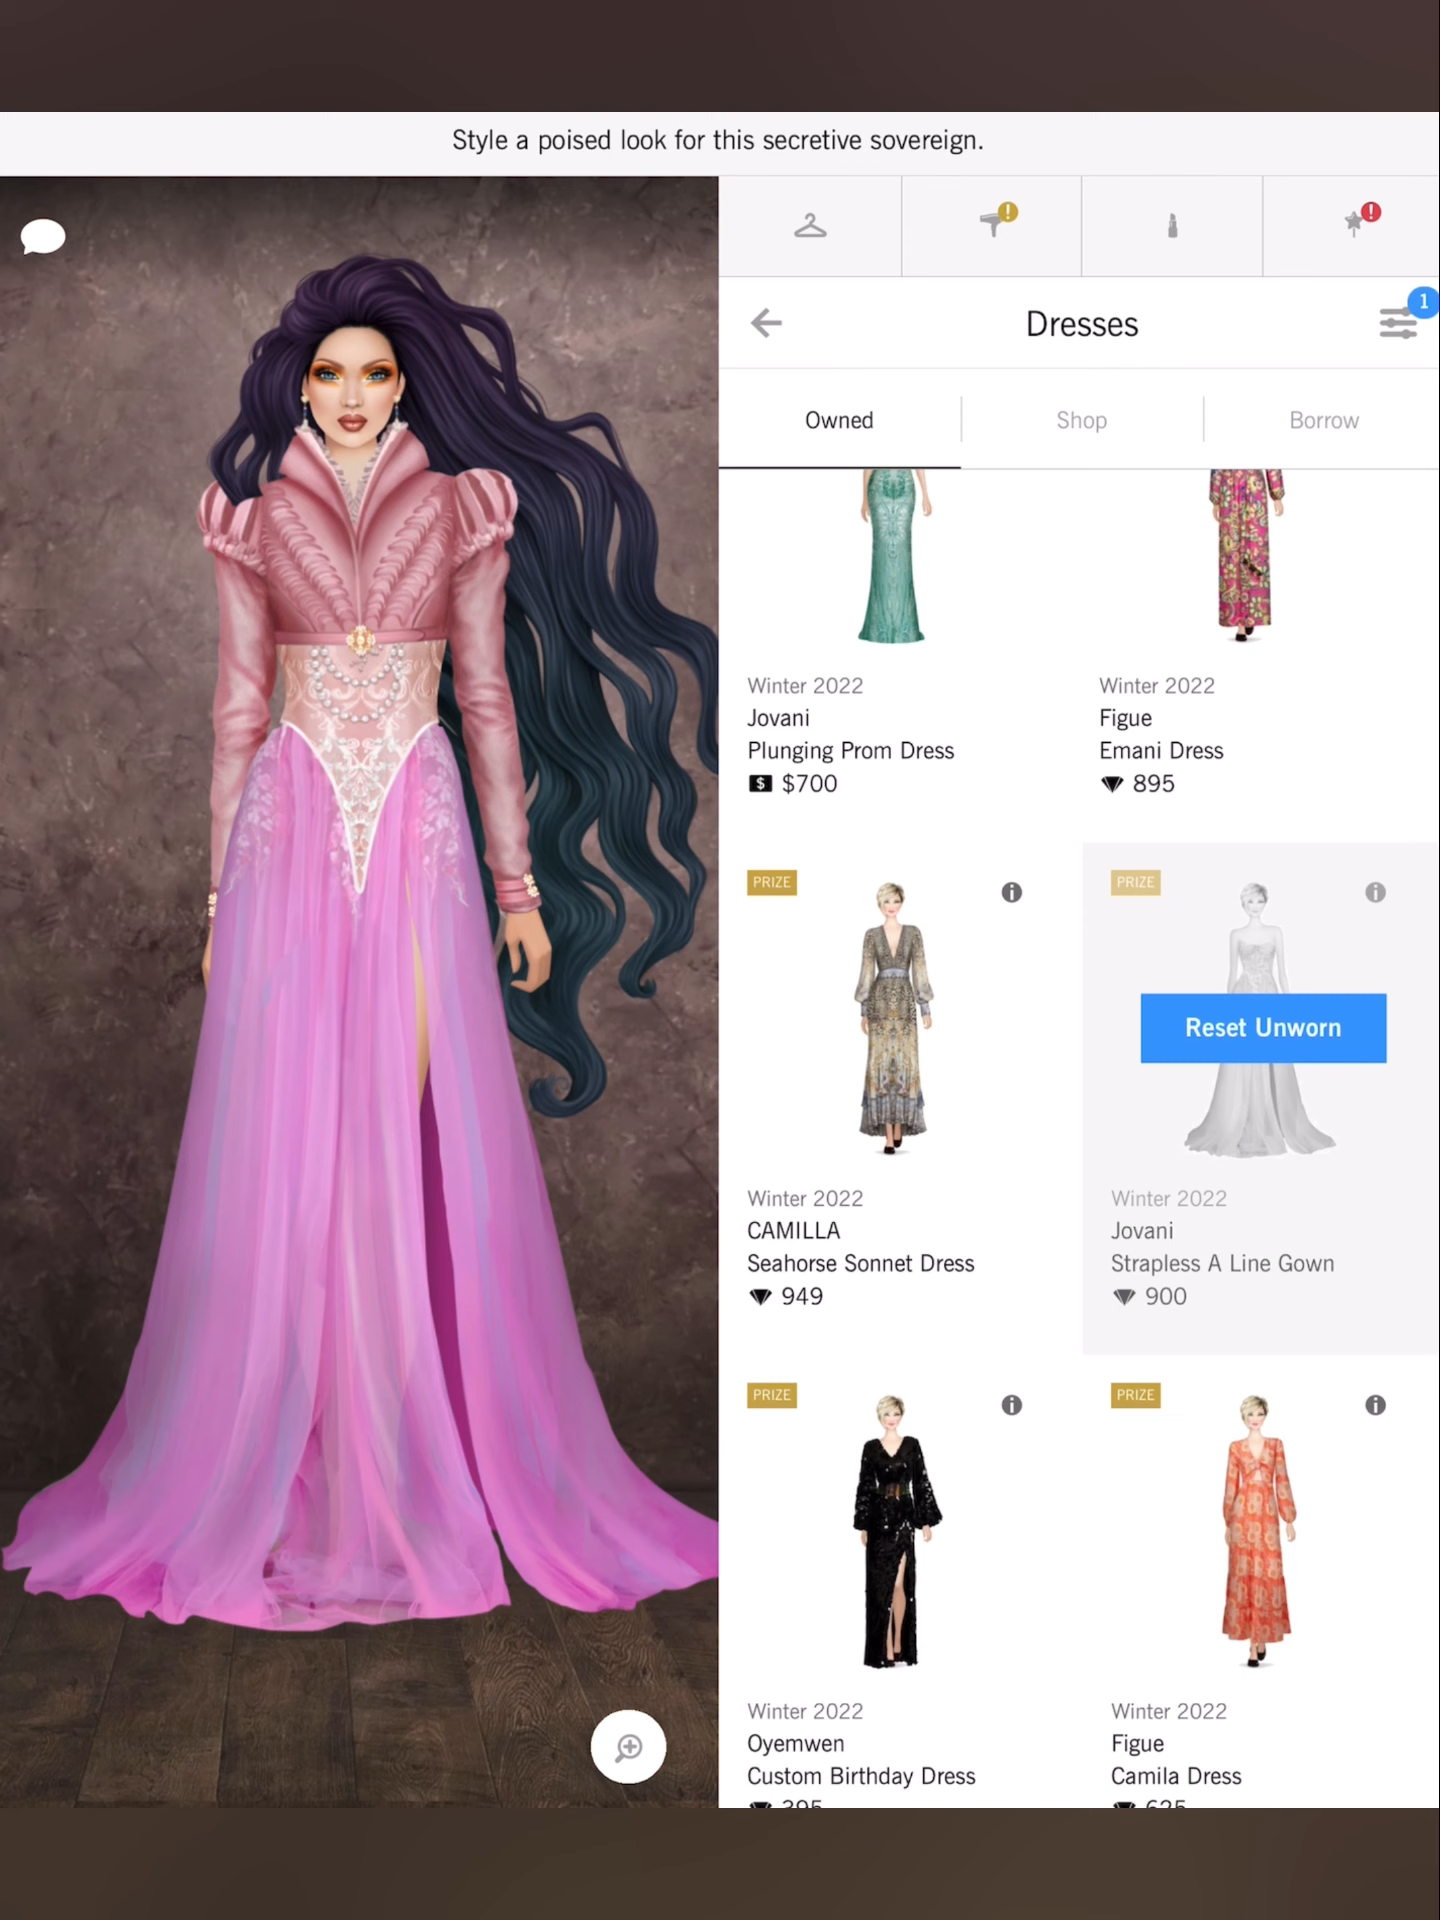 Style a poised look for this secretive sovereign.
!
!
Dresses
1
Owned
Shop
Borrow
Winter 2022
Jovani
Plunging Prom Dress
$ $700
Winter 2022
Figue
Emani Dress
895
PRIZE
i
Winter 2022
CAMILLA
Seahorse Sonnet Dress
949
PRIZE
i
Reset Unworn
Winter 2022
Jovani
Strapless A Line Gown
900
PRIZE
i
Winter 2022
Oyemwen
Custom Birthday Dress
395
PRIZE
i
Winter 2022
Figue
Camila Dress
625